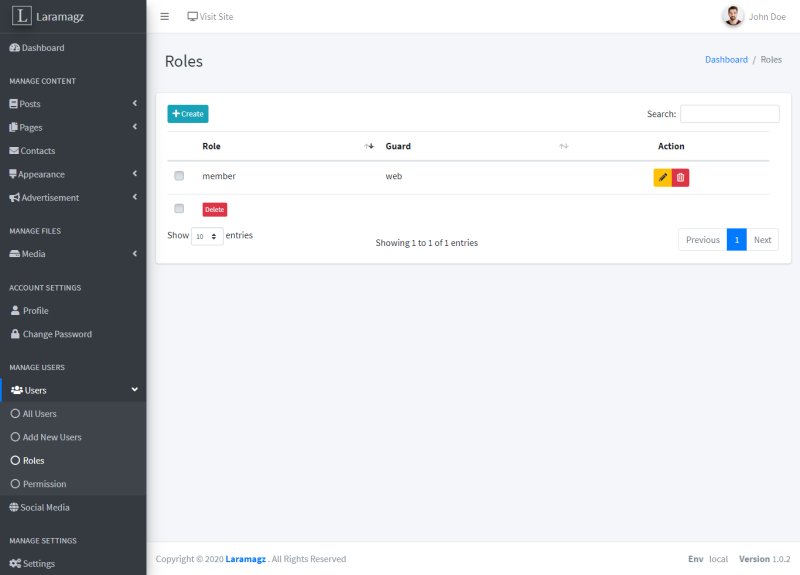 L Laramagz
Visit Site
John Doe
Dashboard
MANAGE CONTENT
Posts
Pages
Contacts
Appearance
Advertisement
MANAGE FILES
Media
ACCOUNT SETTINGS
Profile
Change Password
MANAGE USERS
Users
All Users
Add New Users
Roles
Permission
Social Media
MANAGE SETTINGS
Settings
Roles
Dashboard / Roles
Create
Search:
Role Guard Action
member web
Delete
Show 10 entries
Showing 1 to 1 of 1 entries
Previous 1 Next
Copyright © 2020 Laramagz . All Rights Reserved
Env local Version 1.0.2